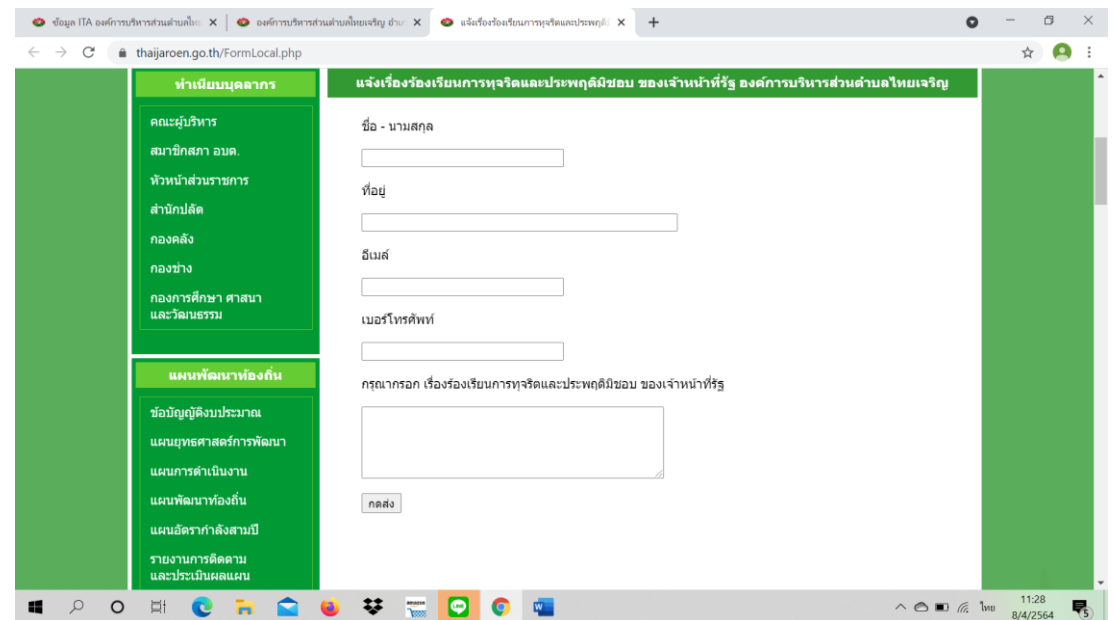 ข้อมูล ITA องค์การบริหารส่วนตำบลไทย
องค์การบริหารส่วนตำบลไทยเจริญ อำเภ
แจ้งเรื่องร้องเรียนการทุจริตและประพฤติมิ
thaijaroen.go.th/FormLocal.php
ทำเนียบบุคลากร
คณะผู้บริหาร
สมาชิกสภา อบต.
หัวหน้าส่วนราชการ
สำนักปลัด
กองคลัง
กองช่าง
กองการศึกษา ศาสนา
และวัฒนธรรม
แผนพัฒนาท้องถิ่น
ข้อบัญญัติงบประมาณ
แผนยุทธศาสตร์การพัฒนา
แผนการดำเนินงาน
แผนพัฒนาท้องถิ่น
แผนอัตรากำลังสามปี
รายงานการติดตาม
และประเมินผลแผน
แจ้งเรื่องร้องเรียนการทุจริตและประพฤติมิชอบ ของเจ้าหน้าที่รัฐ องค์การบริหารส่วนตำบลไทยเจริญ
ชื่อ - นามสกุล
ที่อยู่
อีเมล์
เบอร์โทรศัพท์
กรุณากรอก เรื่องร้องเรียนการทุจริตและประพฤติมิชอบ ของเจ้าหน้าที่รัฐ
กดส่ง
ไทย
11:28
8/4/2564
5